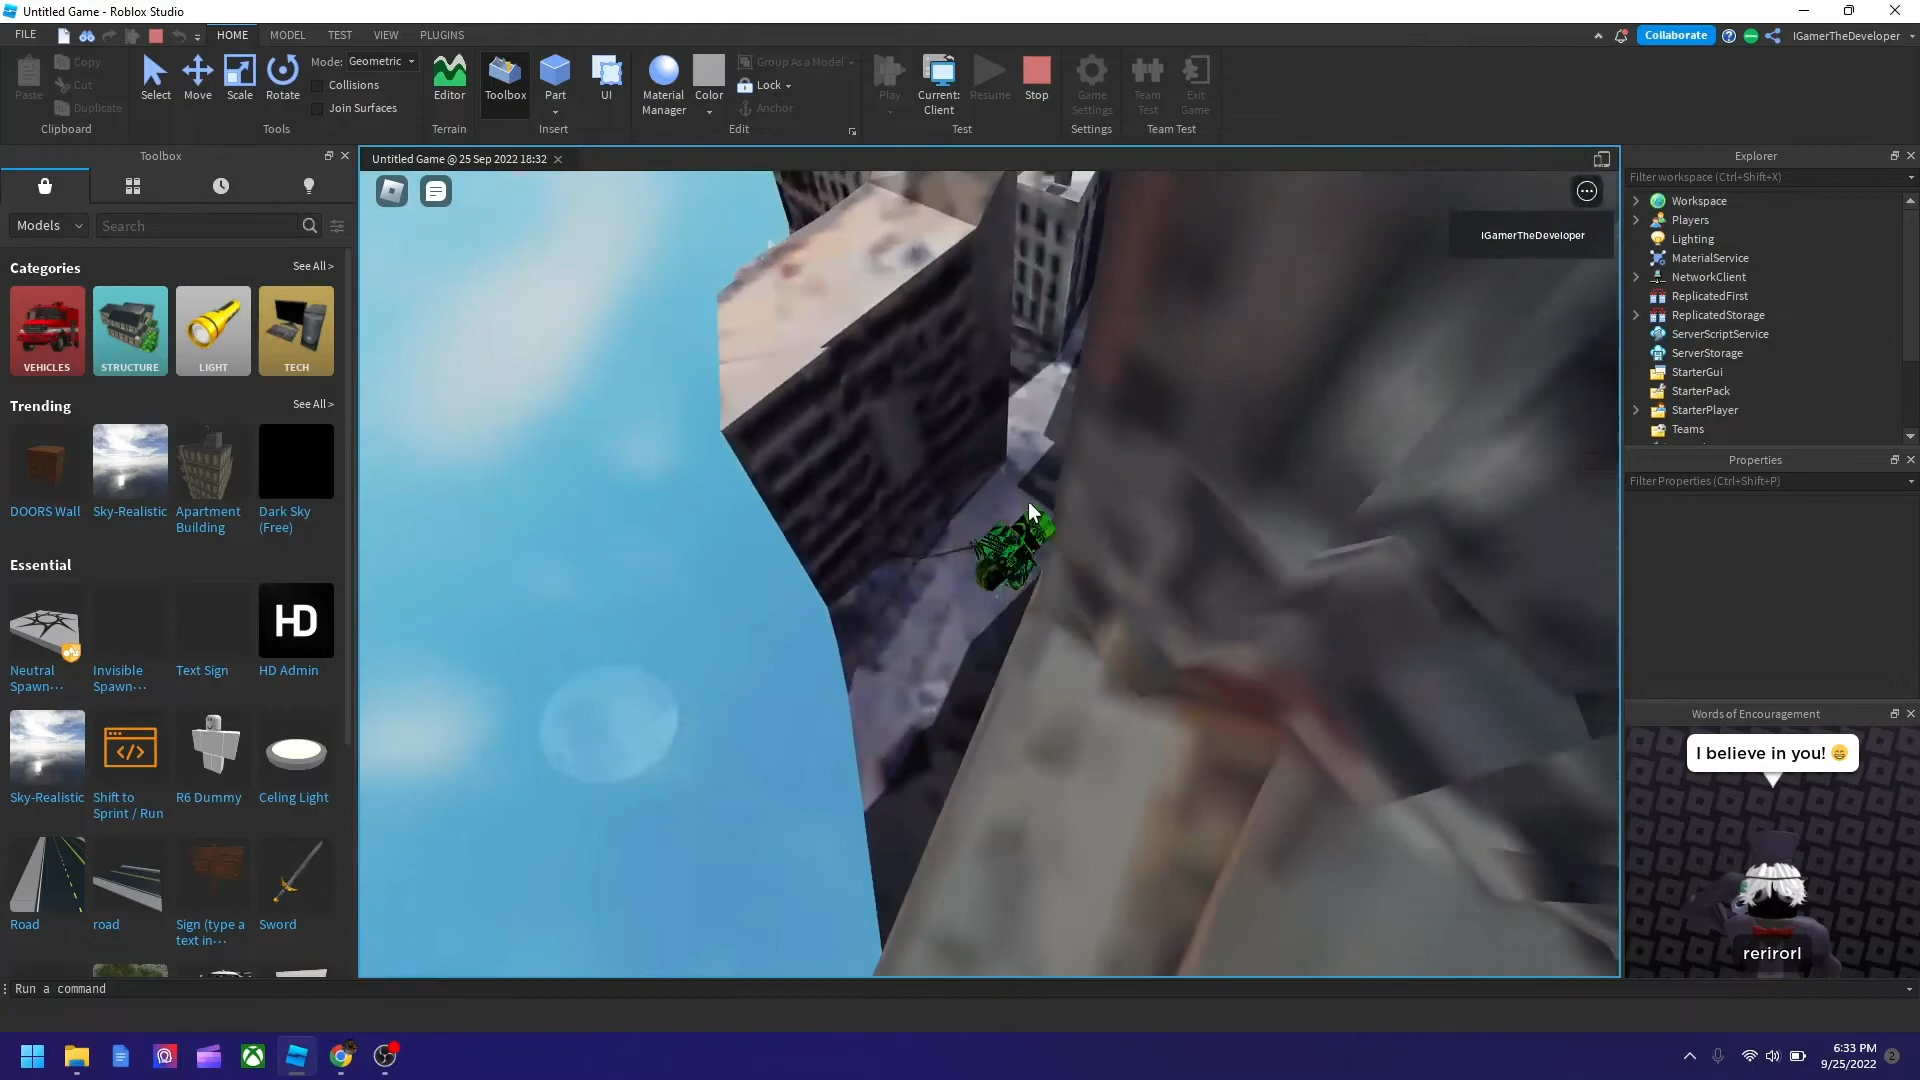 Untitled Game - Roblox Studio
FILE
HOME
MODEL
TEST
VIEW
PLUGINS
Collaborate
IGamerTheDeveloper
Paste
Copy
Cut
Duplicate
Clipboard
Select
Move
Scale
Rotate
Mode: Geometric
Collisions
Join Surfaces
Tools
Editor
Terrain
Toolbox
Part
UI
Insert
Material
Manager
Color
Group As a Model
Lock
Anchor
Edit
Play
Current:
Client
Resume
Stop
Test
Game
Settings
Settings
Team
Test
Exit
Game
Team Test
Toolbox
Models
Search
Categories
See All >
VEHICLES
STRUCTURE
LIGHT
TECH
Trending
See All >
DOORS Wall
Sky-Realistic
Apartment
Building
Dark Sky
(Free)
Essential
HD
Neutral
Spawn···
Invisible
Spawn···
Text Sign
HD Admin
Sky-Realistic
Shift to
Sprint / Run
R6 Dummy
Celing Light
Road
road
Sign (type a
text in···
Sword
Untitled Game @ 25 Sep 2022 18:32
IGamerTheDeveloper
Explorer
Filter workspace (Ctrl+Shift+X)
Workspace
Players
Lighting
MaterialService
NetworkClient
ReplicatedFirst
ReplicatedStorage
ServerScriptService
ServerStorage
StarterGui
StarterPack
StarterPlayer
Teams
Properties
Filter Properties (Ctrl+Shift+P)
Words of Encouragement
I believe in you! 😁
rerirorl
Run a command
6:33 PM
9/25/2022
2